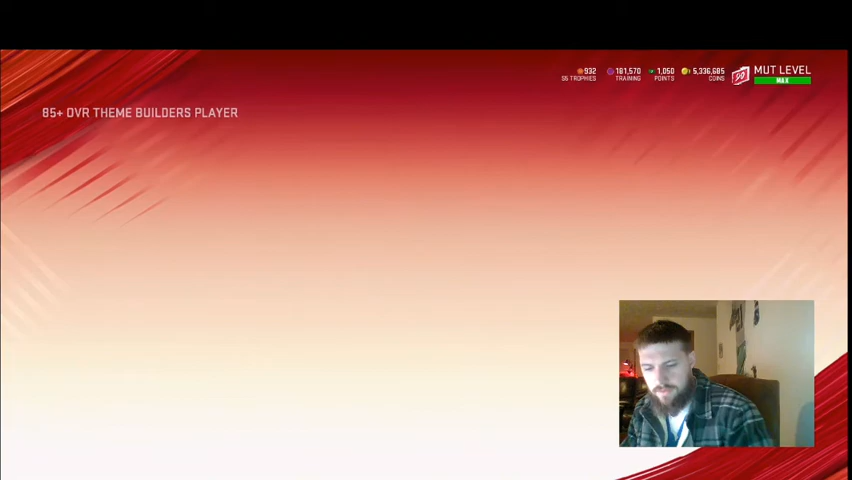 932
S5 TROPHIES
181,570
TRAINING
1,050
POINTS
5,336,685
COINS
MUT LEVEL
MAX
85+ OVR THEME BUILDERS PLAYER